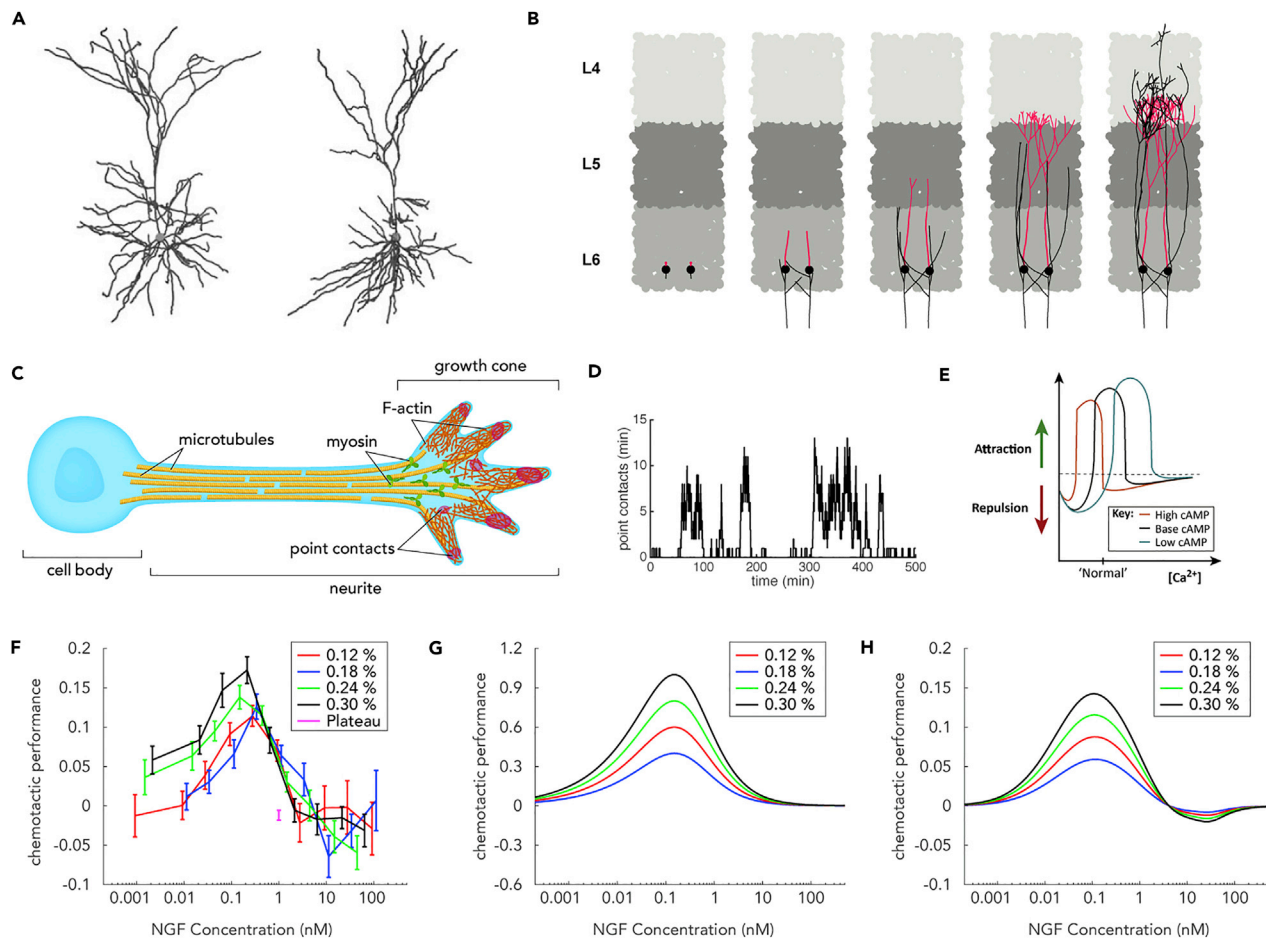 A
B
L4
L5
L6
C
growth cone
F-actin
microtubules
myosin
point contacts
cell body
neurite
D
point contacts (min)
15
10
5
0
0 100 200 300 400 500
time (min)
E
Attraction
Repulsion
Key:
High cAMP
Base cAMP
Low cAMP
'Normal'
[Ca²⁺]
F
chemotactic performance
0.2
0.15
0.1
0.05
0
-0.05
-0.1
0.12 %
0.18 %
0.24 %
0.30 %
Plateau
0.001 0.01 0.1 1 10 100
NGF Concentration (nM)
G
chemotactic performance
1.2
0.9
0.6
0.3
0
-0.3
-0.6
0.12 %
0.18 %
0.24 %
0.30 %
0.001 0.01 0.1 1 10 100
NGF Concentration (nM)
H
chemotactic performance
0.2
0.15
0.1
0.05
0
-0.05
-0.1
0.12 %
0.18 %
0.24 %
0.30 %
0.001 0.01 0.1 1 10 100
NGF Concentration (nM)